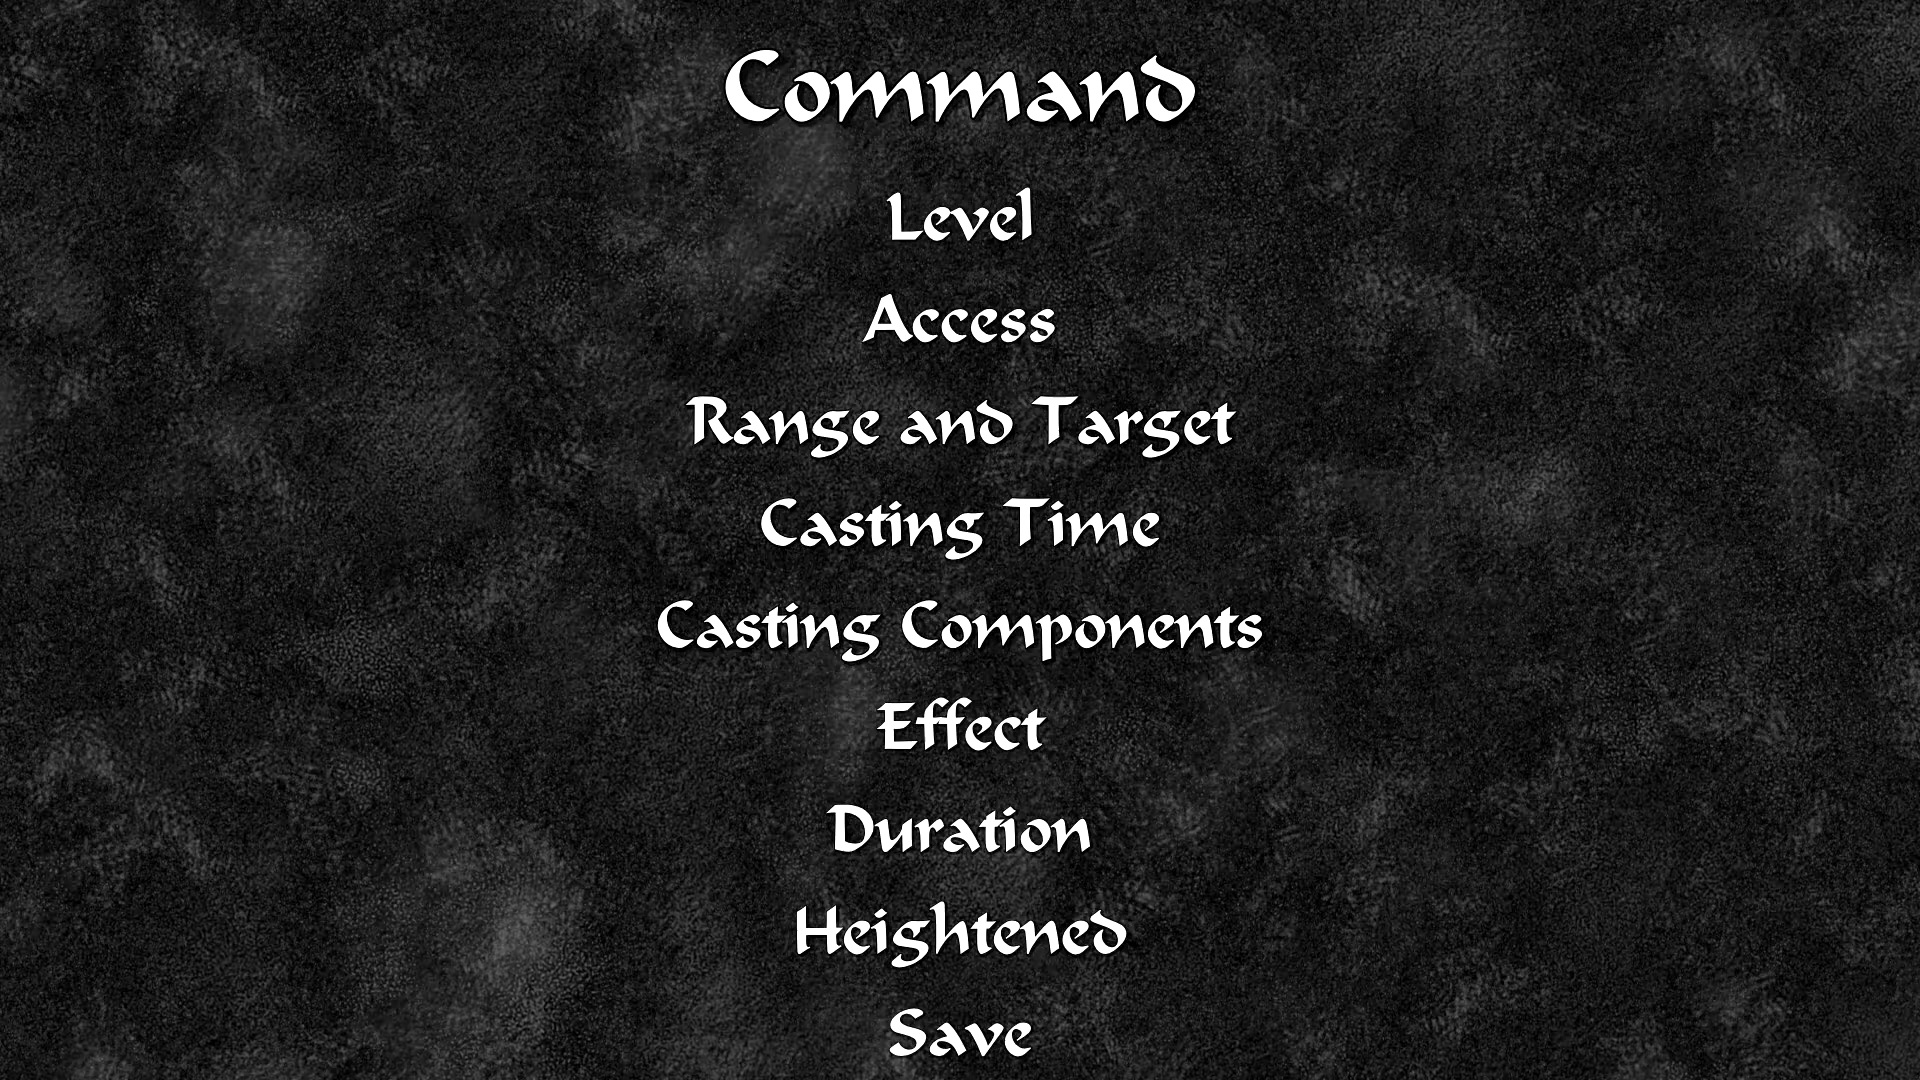 Command
Level
Access
Range and Target
Casting Time
Casting Components
Effect
Duration
Heightened
Save